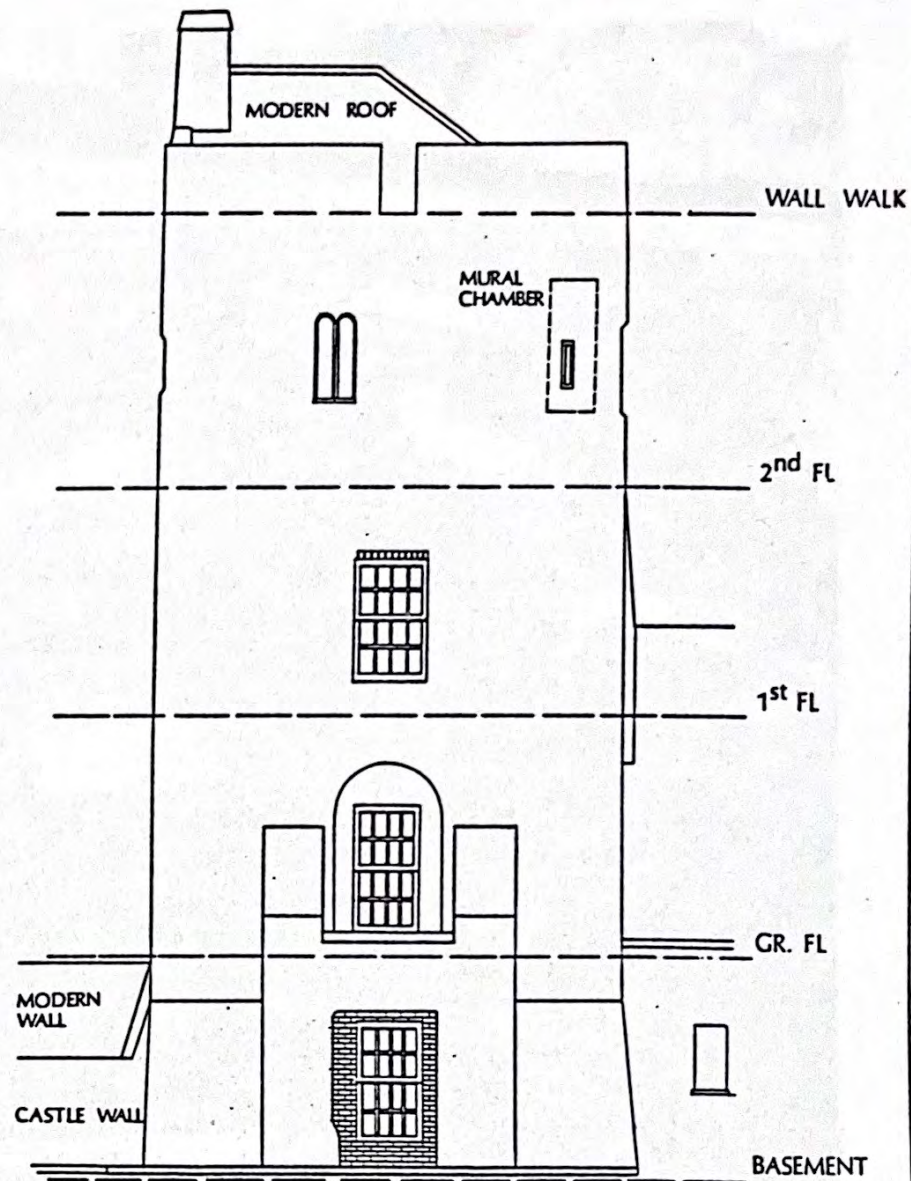 MODERN ROOF
WALL WALK
MURAL
CHAMBER
2nd FL
1st FL
GR. FL
MODERN
WALL
CASTLE WALL
BASEMENT